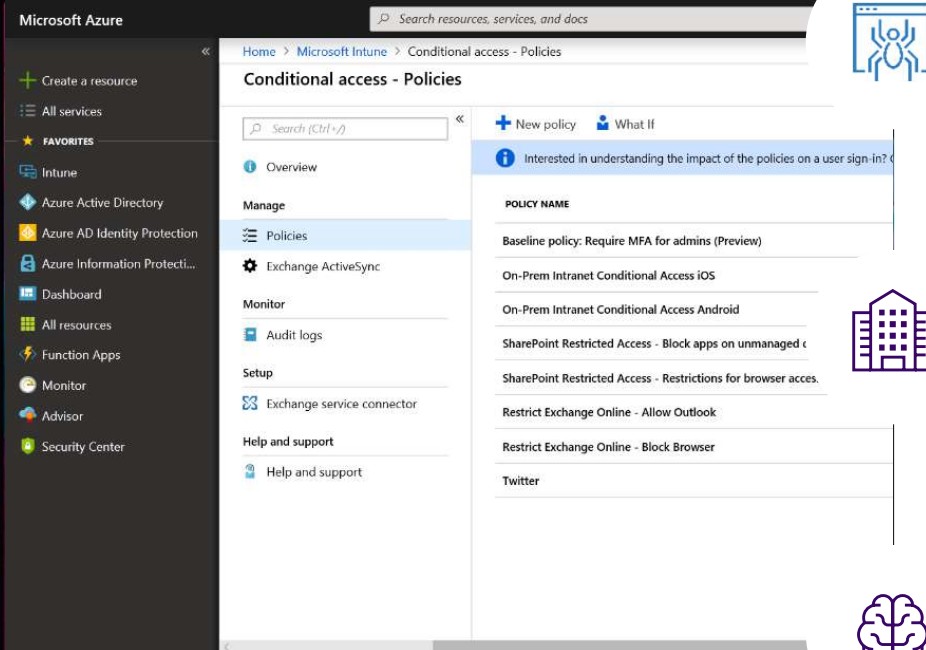 Microsoft Azure
Search resources, services, and docs
«
Create a resource
All services
FAVORITES
Intune
Azure Active Directory
Azure AD Identity Protection
Azure Information Protecti...
Dashboard
All resources
Function Apps
Monitor
Advisor
Security Center
Home > Microsoft Intune > Conditional access - Policies
Conditional access - Policies
Search (Ctrl+/)
«
Overview
Manage
Policies
Exchange ActiveSync
Monitor
Audit logs
Setup
Exchange service connector
Help and support
Help and support
New policy What If
Interested in understanding the impact of the policies on a user sign-in?
POLICY NAME
Baseline policy: Require MFA for admins (Preview)
On-Prem Intranet Conditional Access iOS
On-Prem Intranet Conditional Access Android
SharePoint Restricted Access - Block apps on unmanaged
SharePoint Restricted Access - Restrictions for browser acces.
Restrict Exchange Online - Allow Outlook
Restrict Exchange Online - Block Browser
Twitter